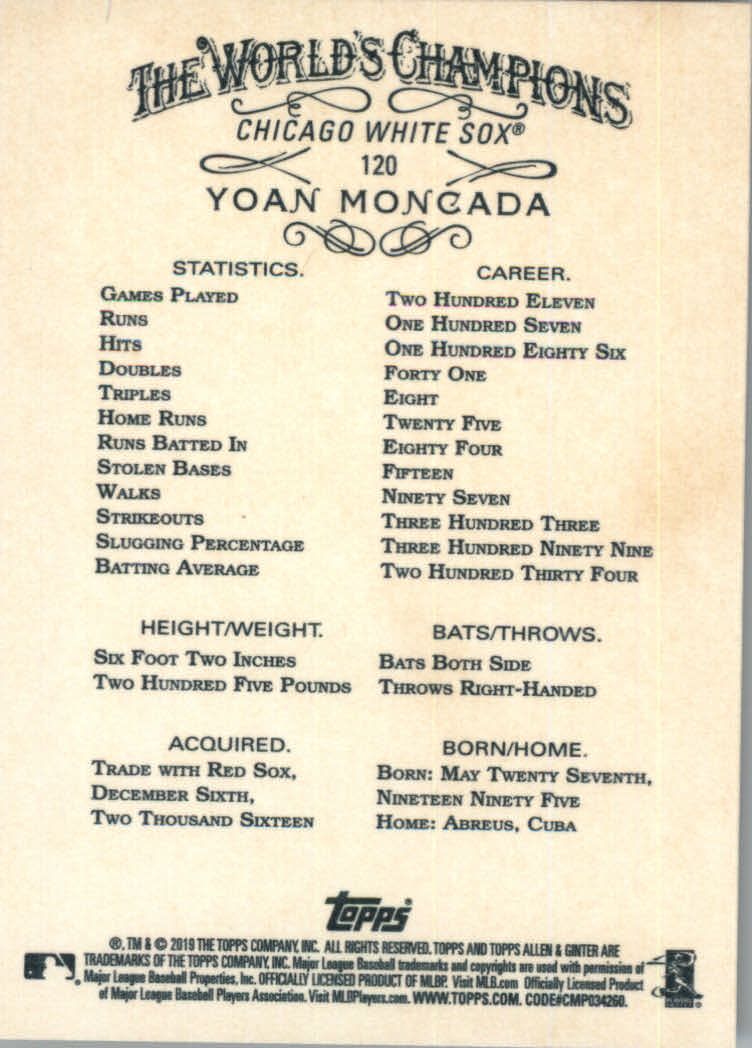 THE WORLD'S CHAMPIONS
CHICAGO WHITE SOX®
120
YOAN MONCADA
STATISTICS. CAREER.
GAMES PLAYED TWO HUNDRED ELEVEN
RUNS ONE HUNDRED SEVEN
HITS ONE HUNDRED EIGHTY SIX
DOUBLES FORTY ONE
TRIPLES EIGHT
HOME RUNS TWENTY FIVE
RUNS BATTED IN EIGHTY FOUR
STOLEN BASES FIFTEEN
WALKS NINETY SEVEN
STRIKEOUTS THREE HUNDRED THREE
SLUGGING PERCENTAGE THREE HUNDRED NINETY NINE
BATTING AVERAGE TWO HUNDRED THIRTY FOUR
HEIGHT/WEIGHT.
SIX FOOT TWO INCHES
TWO HUNDRED FIVE POUNDS
BATS/THROWS.
BATS BOTH SIDE
THROWS RIGHT-HANDED
ACQUIRED.
TRADE WITH RED SOX,
DECEMBER SIXTH,
TWO THOUSAND SIXTEEN
BORN/HOME.
BORN: MAY TWENTY SEVENTH,
NINETEEN NINETY FIVE
HOME: ABREUS, CUBA
Topps®
®, TM & © 2019 THE TOPPS COMPANY, INC. ALL RIGHTS RESERVED. TOPPS AND TOPPS ALLEN & GINTER ARE
TRADEMARKS OF THE TOPPS COMPANY, INC. Major League Baseball trademarks and copyrights are used with permission of
Major League Baseball Properties, Inc. OFFICIALLY LICENSED PRODUCT OF MLBP. Visit MLB.com Officially Licensed Product
of Major League Baseball Players Association. Visit MLBPlayers.com. WWW.TOPPS.COM. CODE#CMP034260.